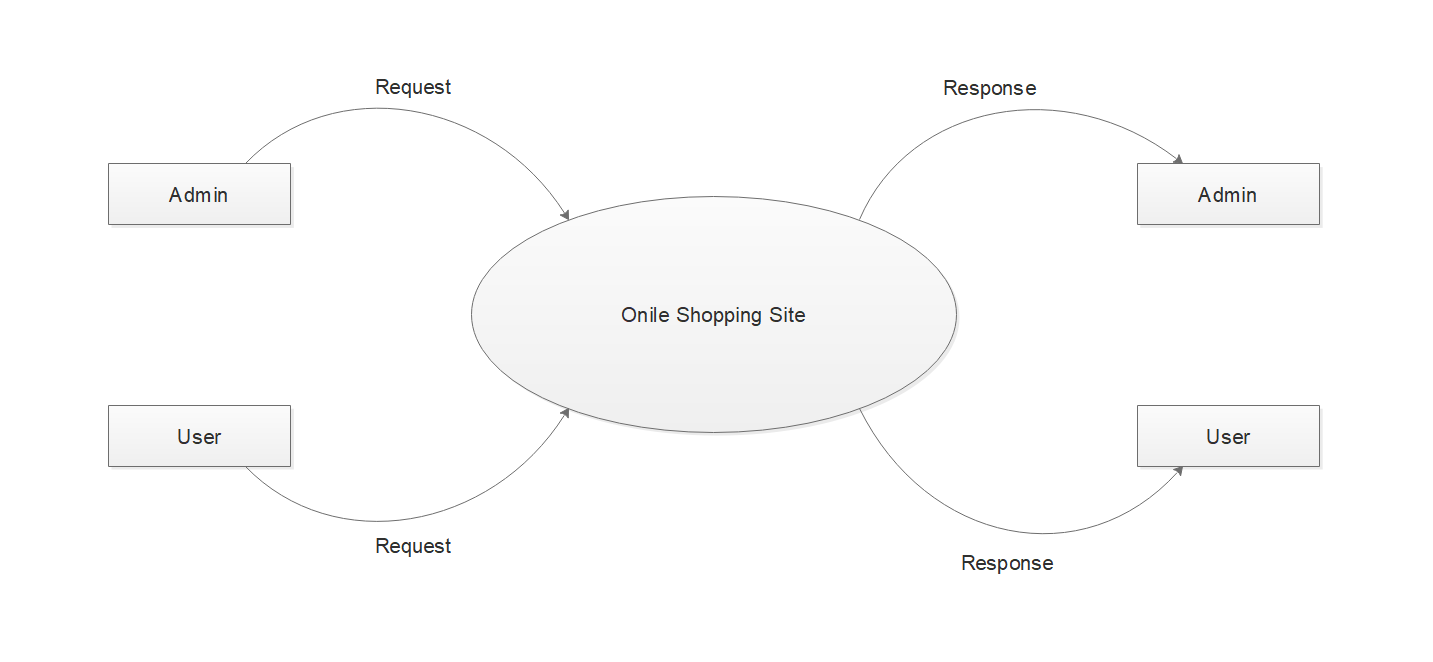 Request
Response
Admin
Admin
Onile Shopping Site
User
User
Request
Response